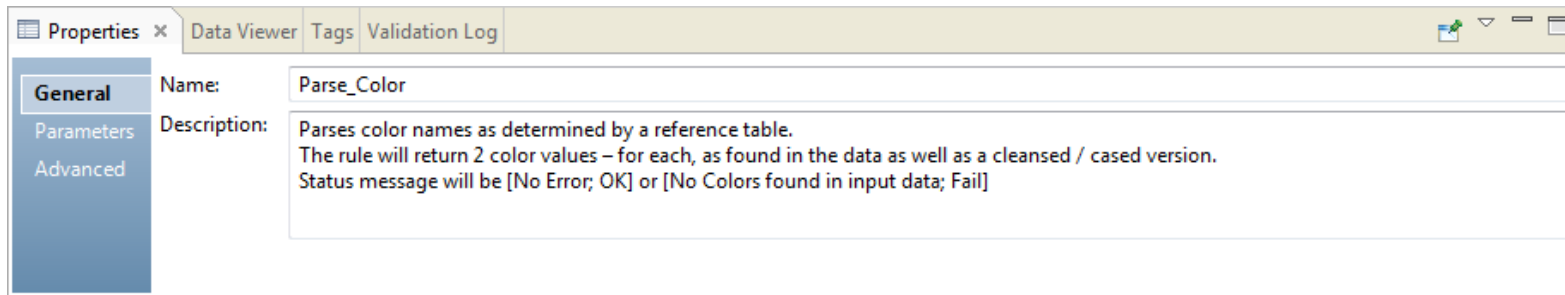 Properties Data Viewer Tags Validation Log
General Name: Parse_Color
Parameters Description: Parses color names as determined by a reference table.
The rule will return 2 color values – for each, as found in the data as well as a cleansed / cased version.
Advanced Status message will be [No Error; OK] or [No Colors found in input data; Fail]